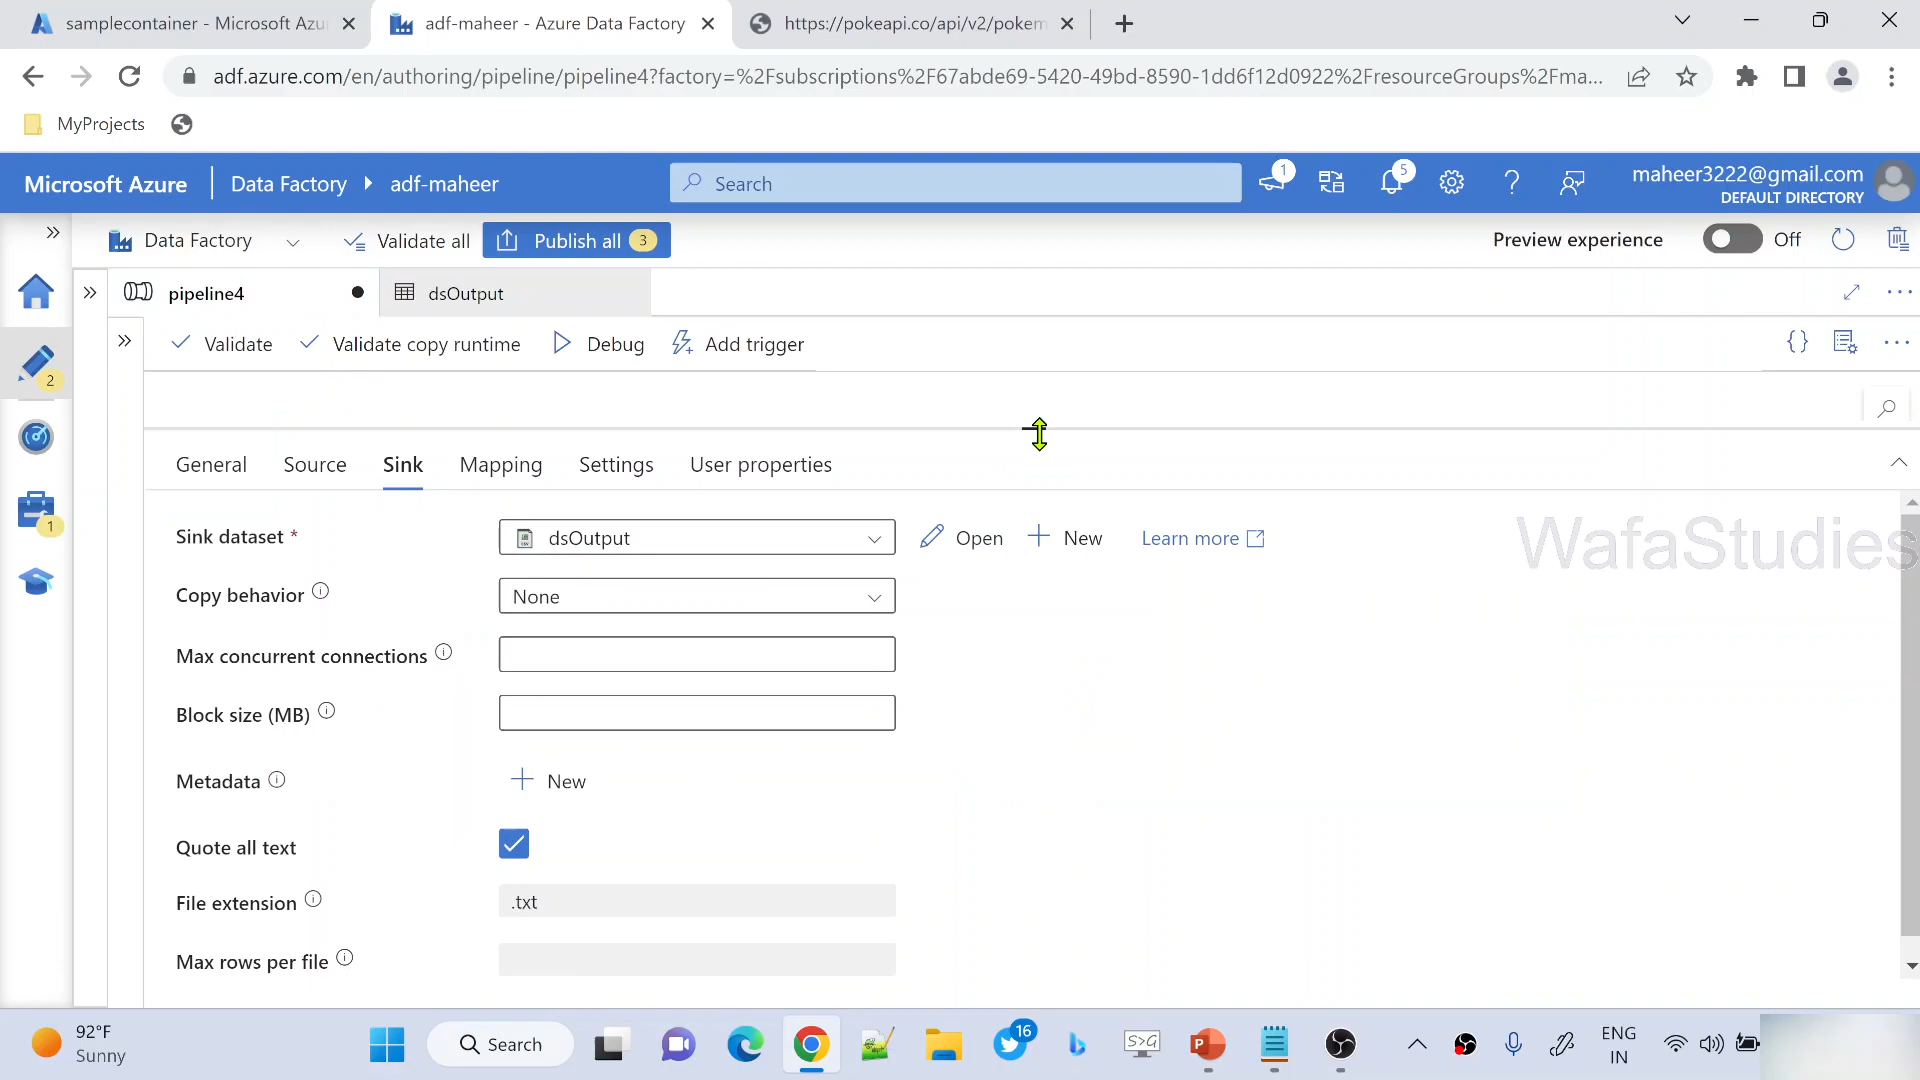 samplecontainer - Microsoft Azu
adf-maheer - Azure Data Factory
https://pokeapi.co/api/v2/pokem
adf.azure.com/en/authoring/pipeline/pipeline4?factory=%2Fsubscriptions%2F67abde69-5420-49bd-8590-1dd6f12d0922%2FresourceGroups%2Fma...
MyProjects
Microsoft Azure
Data Factory
adf-maheer
Search
1
5
maheer3222@gmail.com
DEFAULT DIRECTORY
Data Factory
Validate all
Publish all
3
Preview experience
Off
pipeline4
dsOutput
Validate
Validate copy runtime
Debug
Add trigger
2
1
General
Source
Sink
Mapping
Settings
User properties
Sink dataset *
dsOutput
Open
New
Learn more
WafaStudies
Copy behavior
None
Max concurrent connections
Block size (MB)
Metadata
New
Quote all text
File extension
.txt
Max rows per file
92°F
Sunny
Search
16
S>G
P
ENG
IN